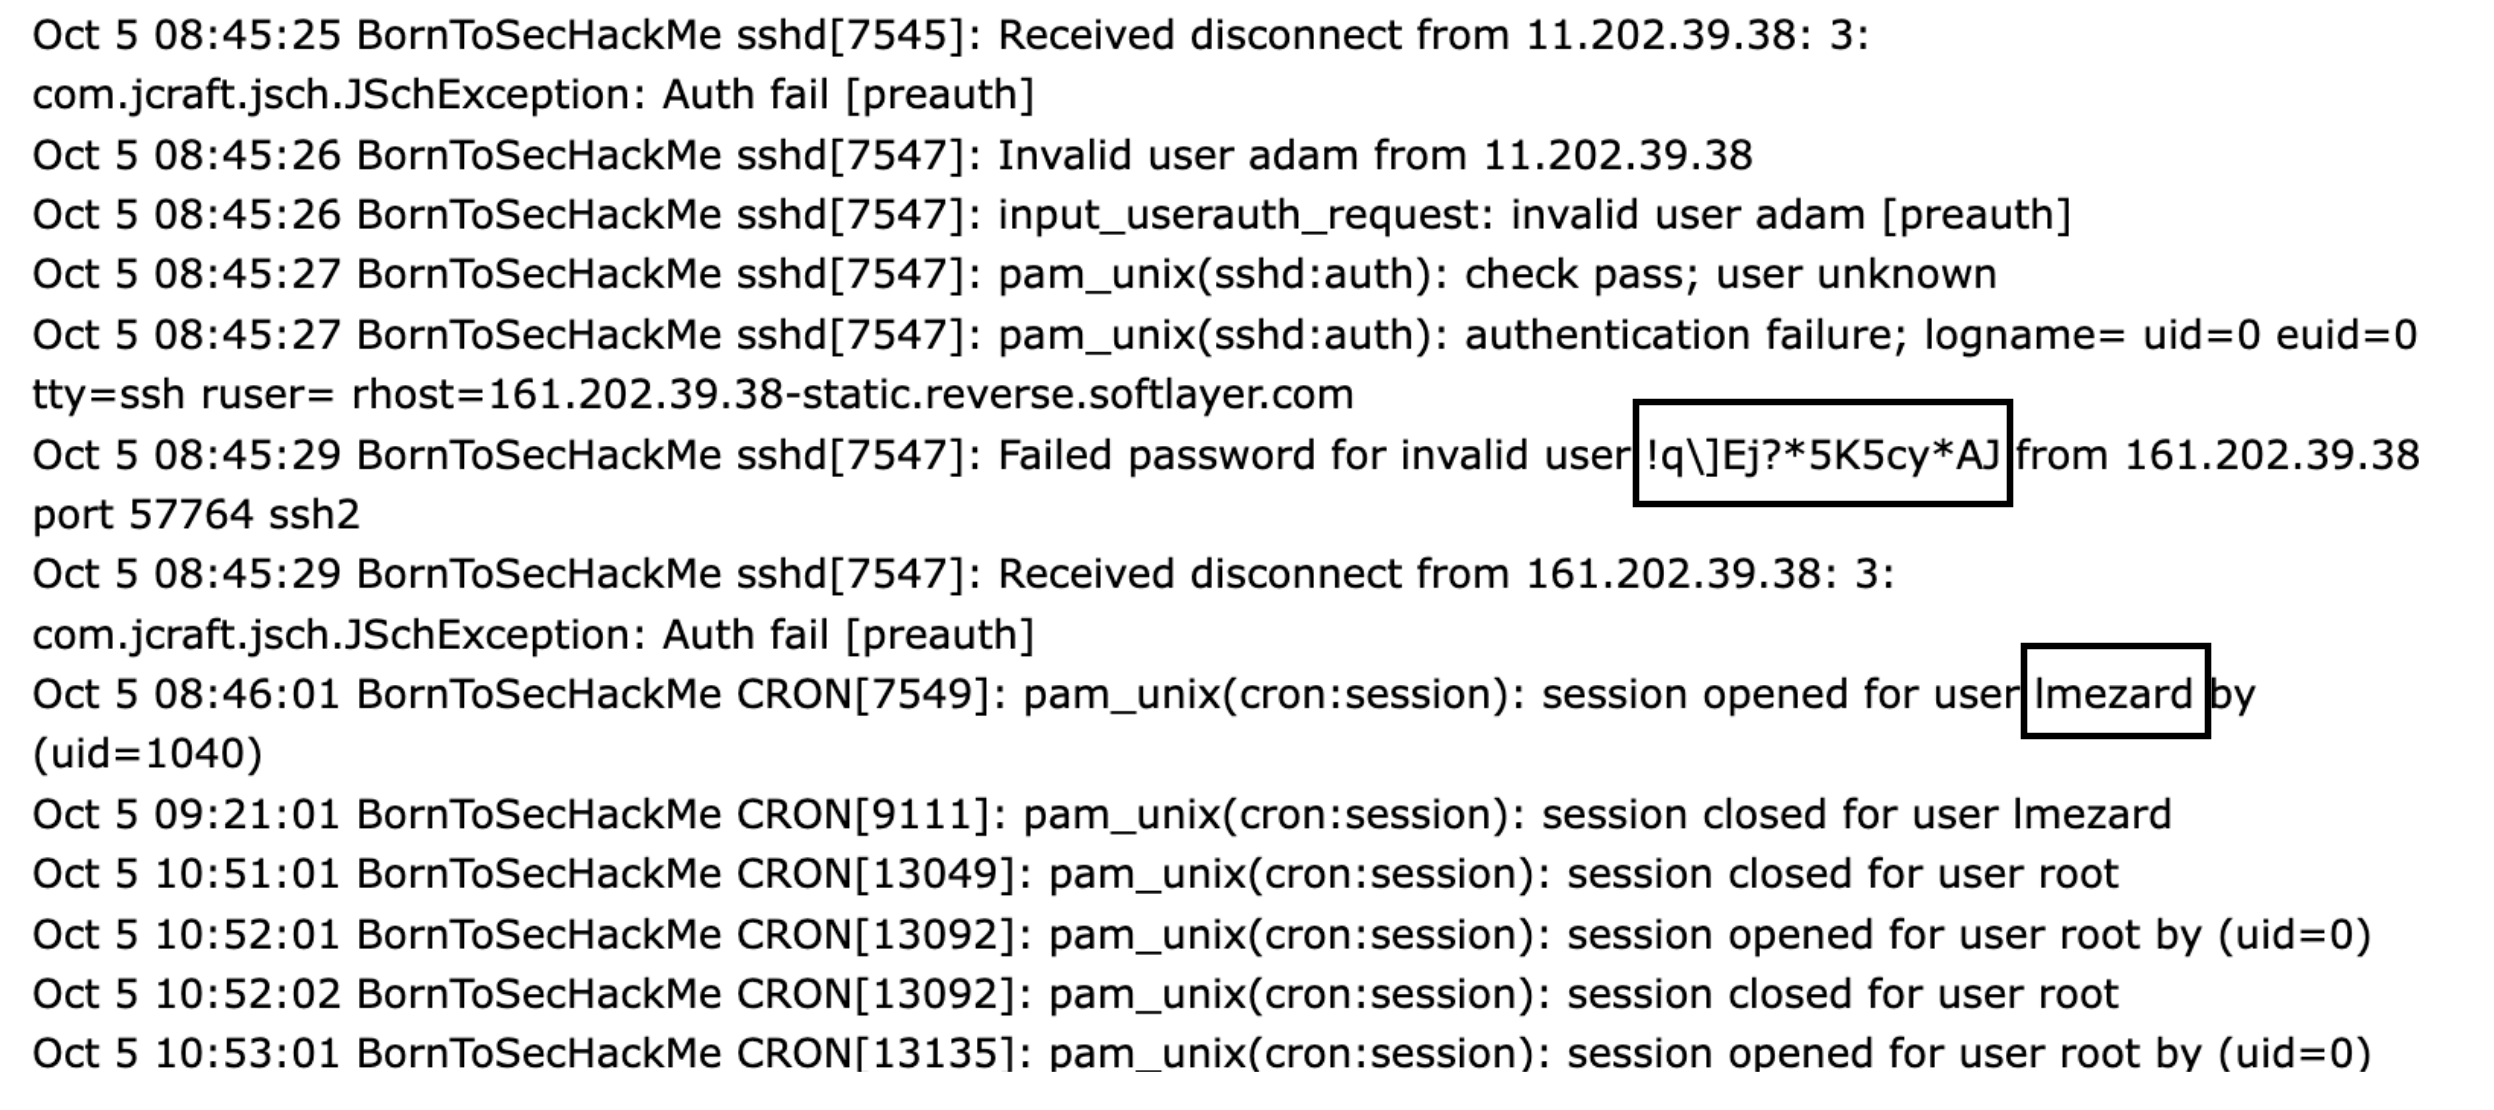 Oct 5 08:45:25 BornToSecHackMe sshd[7545]: Received disconnect from 11.202.39.38: 3:
com.jcraft.jsch.JSchException: Auth fail [preauth]
Oct 5 08:45:26 BornToSecHackMe sshd[7547]: Invalid user adam from 11.202.39.38
Oct 5 08:45:26 BornToSecHackMe sshd[7547]: input_userauth_request: invalid user adam [preauth]
Oct 5 08:45:27 BornToSecHackMe sshd[7547]: pam_unix(sshd:auth): check pass; user unknown
Oct 5 08:45:27 BornToSecHackMe sshd[7547]: pam_unix(sshd:auth): authentication failure; logname= uid=0 euid=0
tty=ssh ruser= rhost=161.202.39.38-static.reverse.softlayer.com
Oct 5 08:45:29 BornToSecHackMe sshd[7547]: Failed password for invalid user !q\]Ej?*5K5cy*AJ from 161.202.39.38
port 57764 ssh2
Oct 5 08:45:29 BornToSecHackMe sshd[7547]: Received disconnect from 161.202.39.38: 3:
com.jcraft.jsch.JSchException: Auth fail [preauth]
Oct 5 08:46:01 BornToSecHackMe CRON[7549]: pam_unix(cron:session): session opened for user lmezard by
(uid=1040)
Oct 5 09:21:01 BornToSecHackMe CRON[9111]: pam_unix(cron:session): session closed for user lmezard
Oct 5 10:51:01 BornToSecHackMe CRON[13049]: pam_unix(cron:session): session closed for user root
Oct 5 10:52:01 BornToSecHackMe CRON[13092]: pam_unix(cron:session): session opened for user root by (uid=0)
Oct 5 10:52:02 BornToSecHackMe CRON[13092]: pam_unix(cron:session): session closed for user root
Oct 5 10:53:01 BornToSecHackMe CRON[13135]: pam_unix(cron:session): session opened for user root by (uid=0)